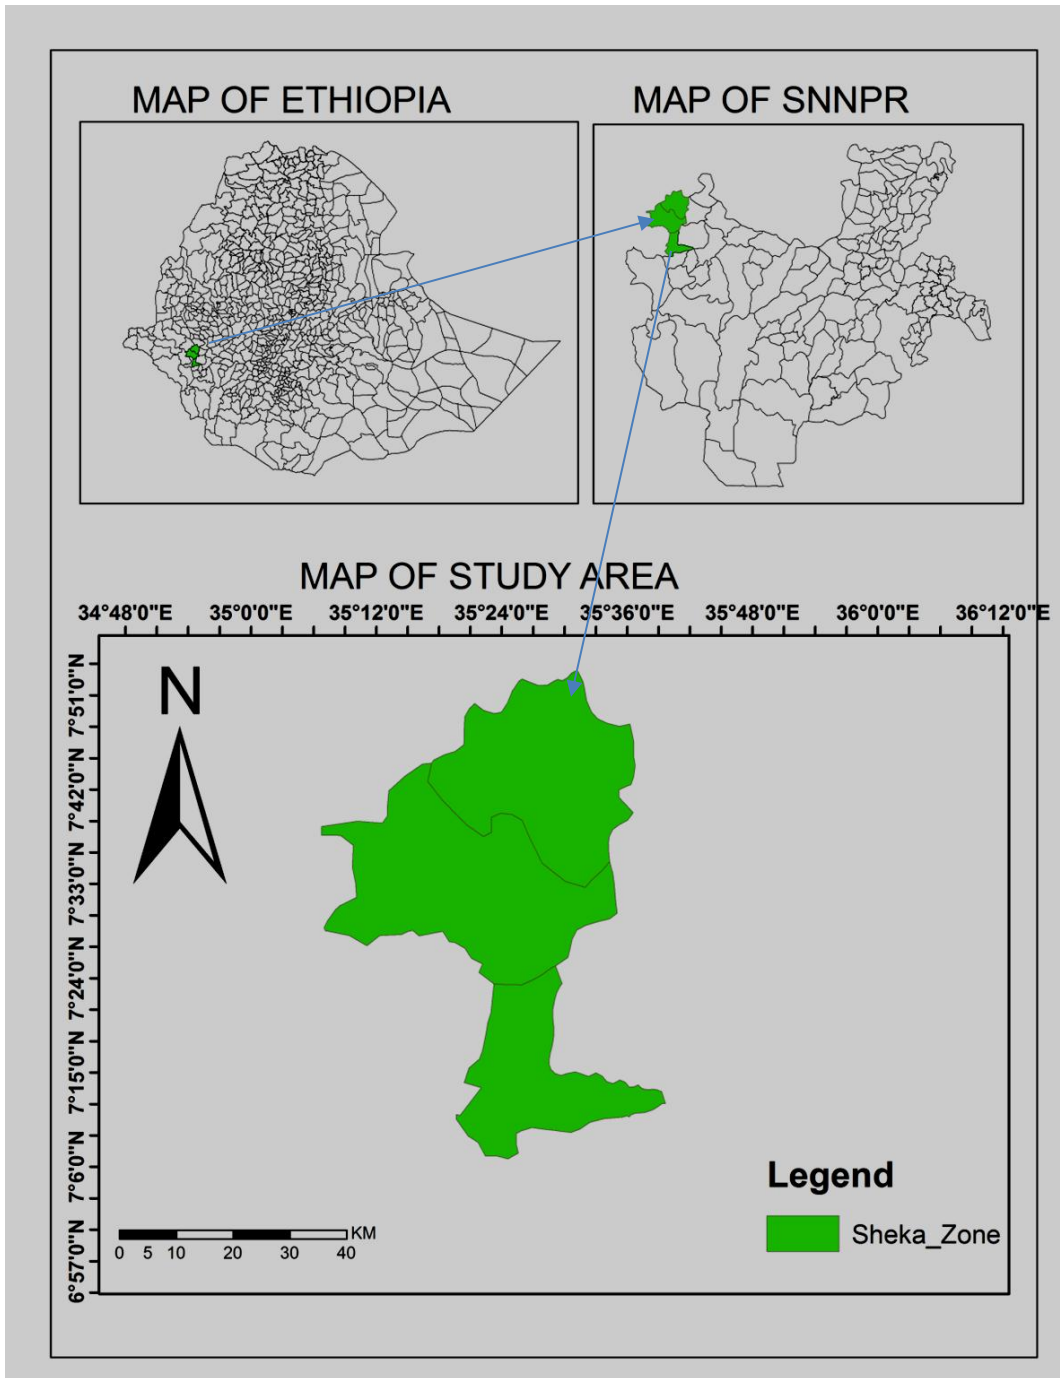 MAP OF ETHIOPIA
MAP OF SNNPR
MAP OF STUDY AREA
34°48'0"E 35°0'0"E 35°12'0"E 35°24'0"E 35°36'0"E 35°48'0"E 36°0'0"E 36°12'0"E
7°51'0"N
7°42'0"N
7°33'0"N
7°24'0"N
7°15'0"N
7°6'0"N
6°57'0"N
N
Legend
Sheka_Zone
KM
0 5 10 20 30 40